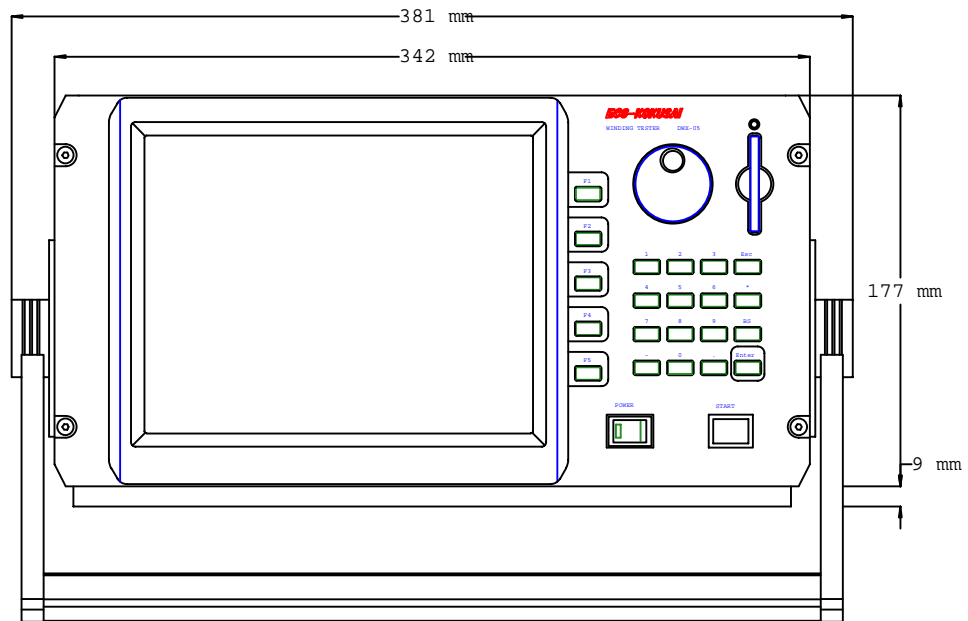 381 mm
342 mm
ECG-KOKUSAI
WINDING TESTER DWX-05
F1
F2
F3
F4
F5
1 2 3 Esc
4 5 6 *
7 8 9 BS
- 0 . Enter
177 mm
POWER START
9 mm